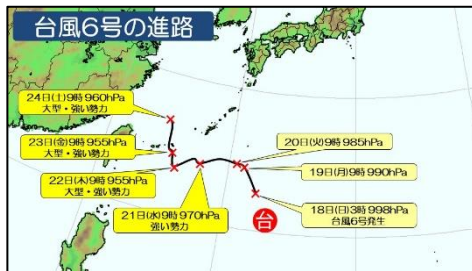 台風6号の進路
24日(土)9時 960hPa
大型・強い勢力
23日(金)9時 955hPa
大型・強い勢力
22日(木)9時 955hPa
大型・強い勢力
21日(水)9時 970hPa
強い勢力
20日(火)9時 985hPa
19日(月)9時 990hPa
18日(日)3時 998hPa
台風6号発生
台